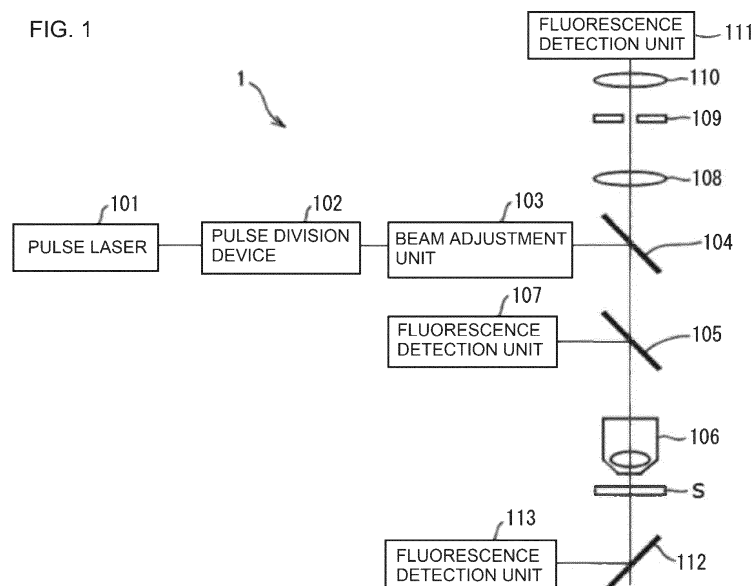 FIG. 1
FLUORESCENCE
DETECTION UNIT
111
110
1
109
108
101
102
103
PULSE LASER
PULSE DIVISION
DEVICE
BEAM ADJUSTMENT
UNIT
104
107
FLUORESCENCE
DETECTION UNIT
105
106
S
113
FLUORESCENCE
DETECTION UNIT
112